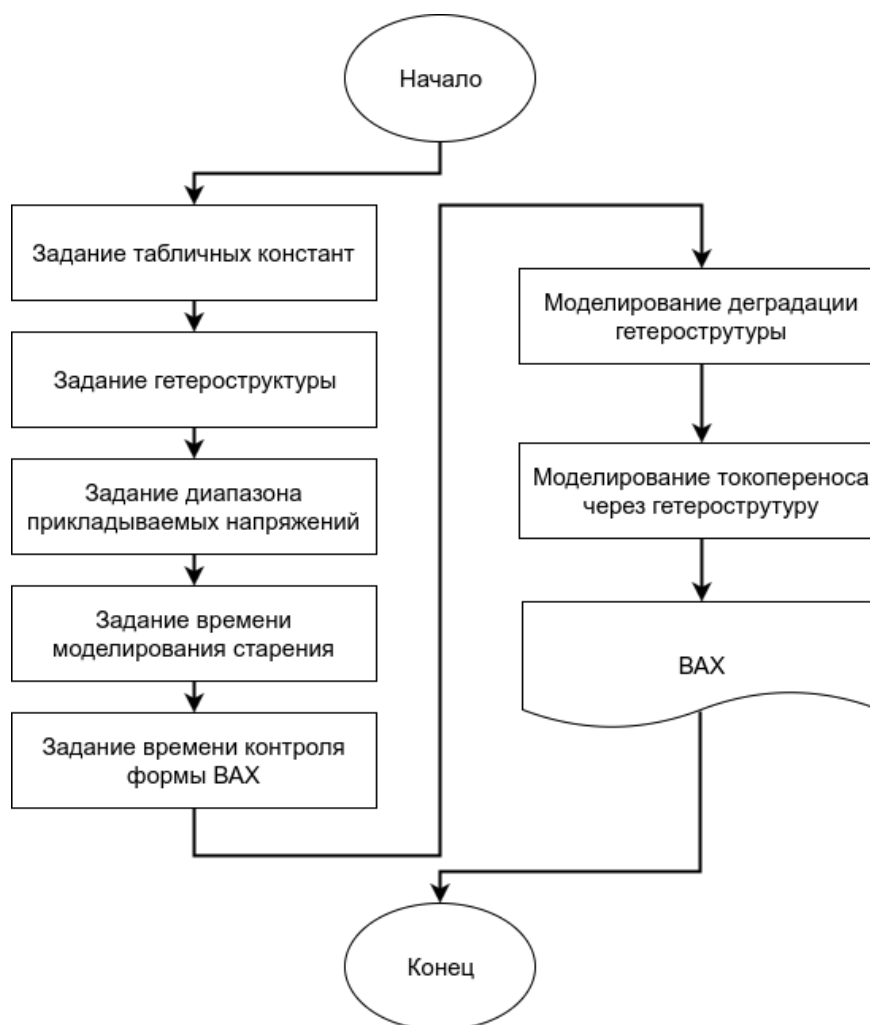 Начало
Задание табличных констант
Задание гетероструктуры
Задание диапазона
прикладываемых напряжений
Задание времени
моделирования старения
Задание времени контроля
формы ВАХ
Моделирование деградации
гетерострутуры
Моделирование токопереноса
через гетерострутуру
ВАХ
Конец